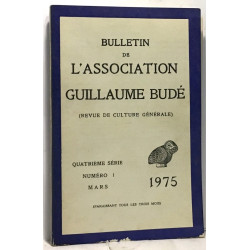 BULLETIN
DE
L'ASSOCIATION
GUILLAUME BUDÉ
(REVUE DE CULTURE GÉNÉRALE)
QUATRIÈME SÉRIE
NUMÉRO 1
MARS
1975
PARAISSANT TOUS LES TROIS MOIS